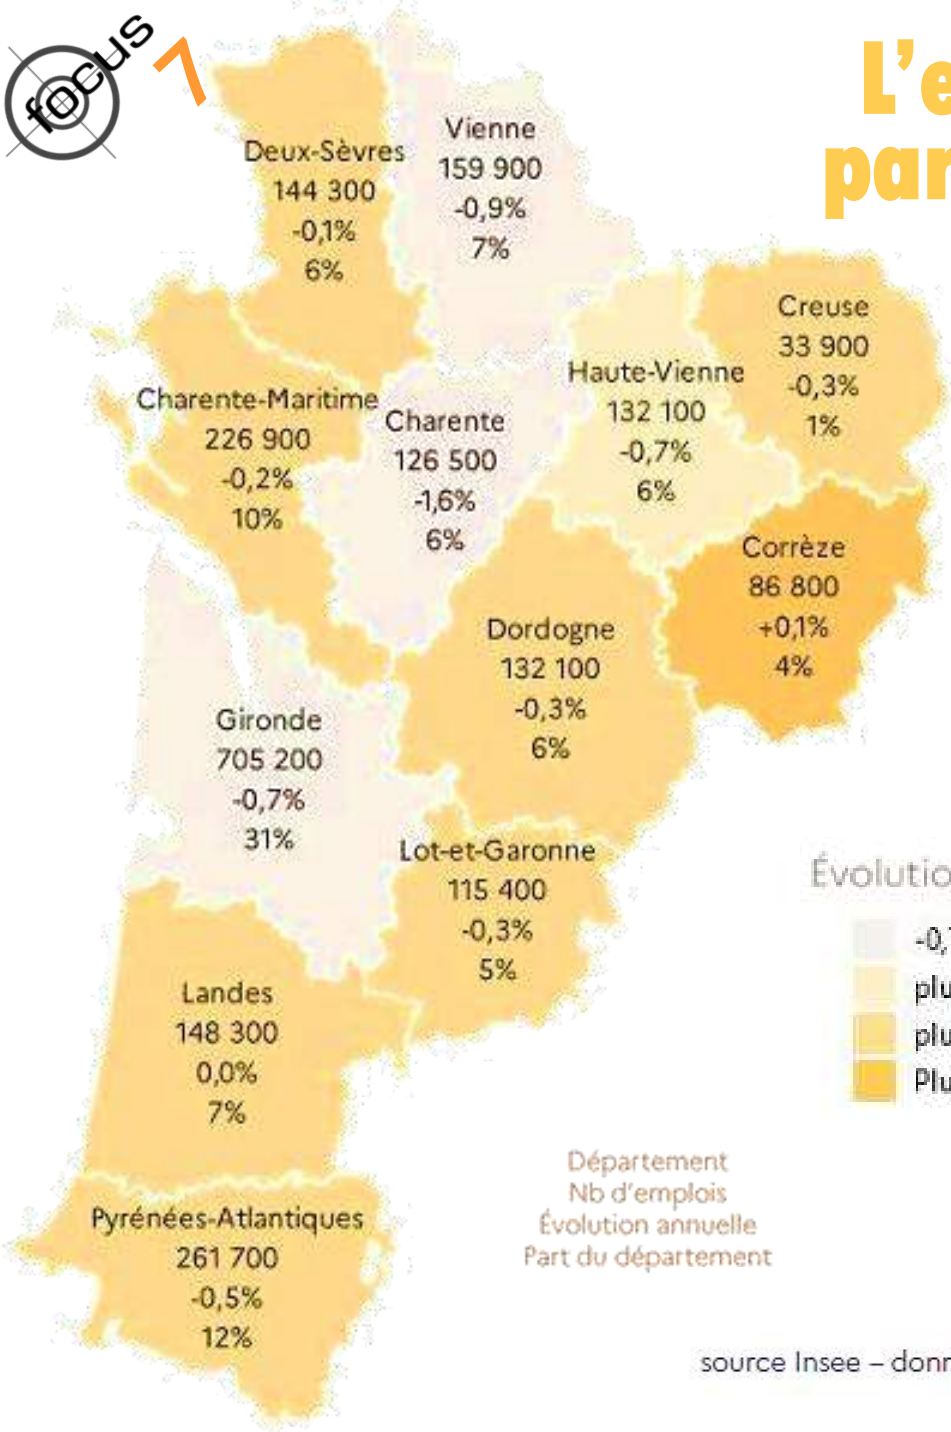 focus
7
L'e
par
Deux-Sèvres
144 300
-0,1%
6%
Vienne
159 900
-0,9%
7%
Creuse
33 900
-0,3%
1%
Haute-Vienne
132 100
-0,7%
6%
Charente-Maritime
226 900
-0,2%
10%
Charente
126 500
-1,6%
6%
Corrèze
86 800
+0,1%
4%
Dordogne
132 100
-0,3%
6%
Gironde
705 200
-0,7%
31%
Lot-et-Garonne
115 400
-0,3%
5%
Landes
148 300
0,0%
7%
Pyrénées-Atlantiques
261 700
-0,5%
12%
Évolutio
-0,
plu
plu
Plu
Département
Nb d'emplois
Évolution annuelle
Part du département
source Insee – donn